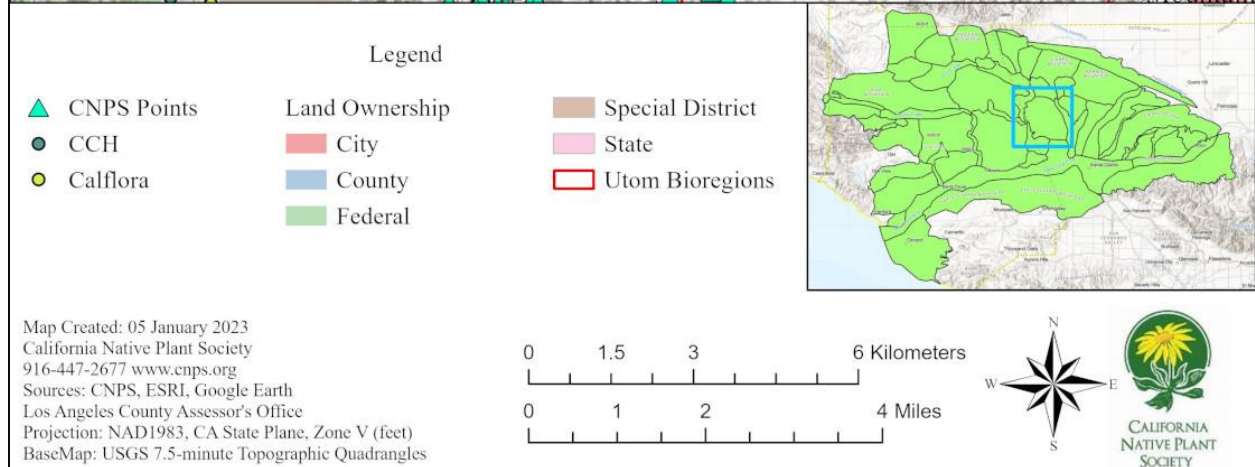 Legend
CNPS Points
CCH
Calflora
Land Ownership
City
County
Federal
Special District
State
Utom Bioregions
Lancaster
Oxnard
Camarillo
Map Created: 05 January 2023
California Native Plant Society
916-447-2677 www.cnps.org
Sources: CNPS, ESRI, Google Earth
Los Angeles County Assessor's Office
Projection: NAD1983, CA State Plane, Zone V (feet)
BaseMap: USGS 7.5-minute Topographic Quadrangles
0 1.5 3 6 Kilometers
0 1 2 4 Miles
N
W E
S
CALIFORNIA
NATIVE PLANT
SOCIETY